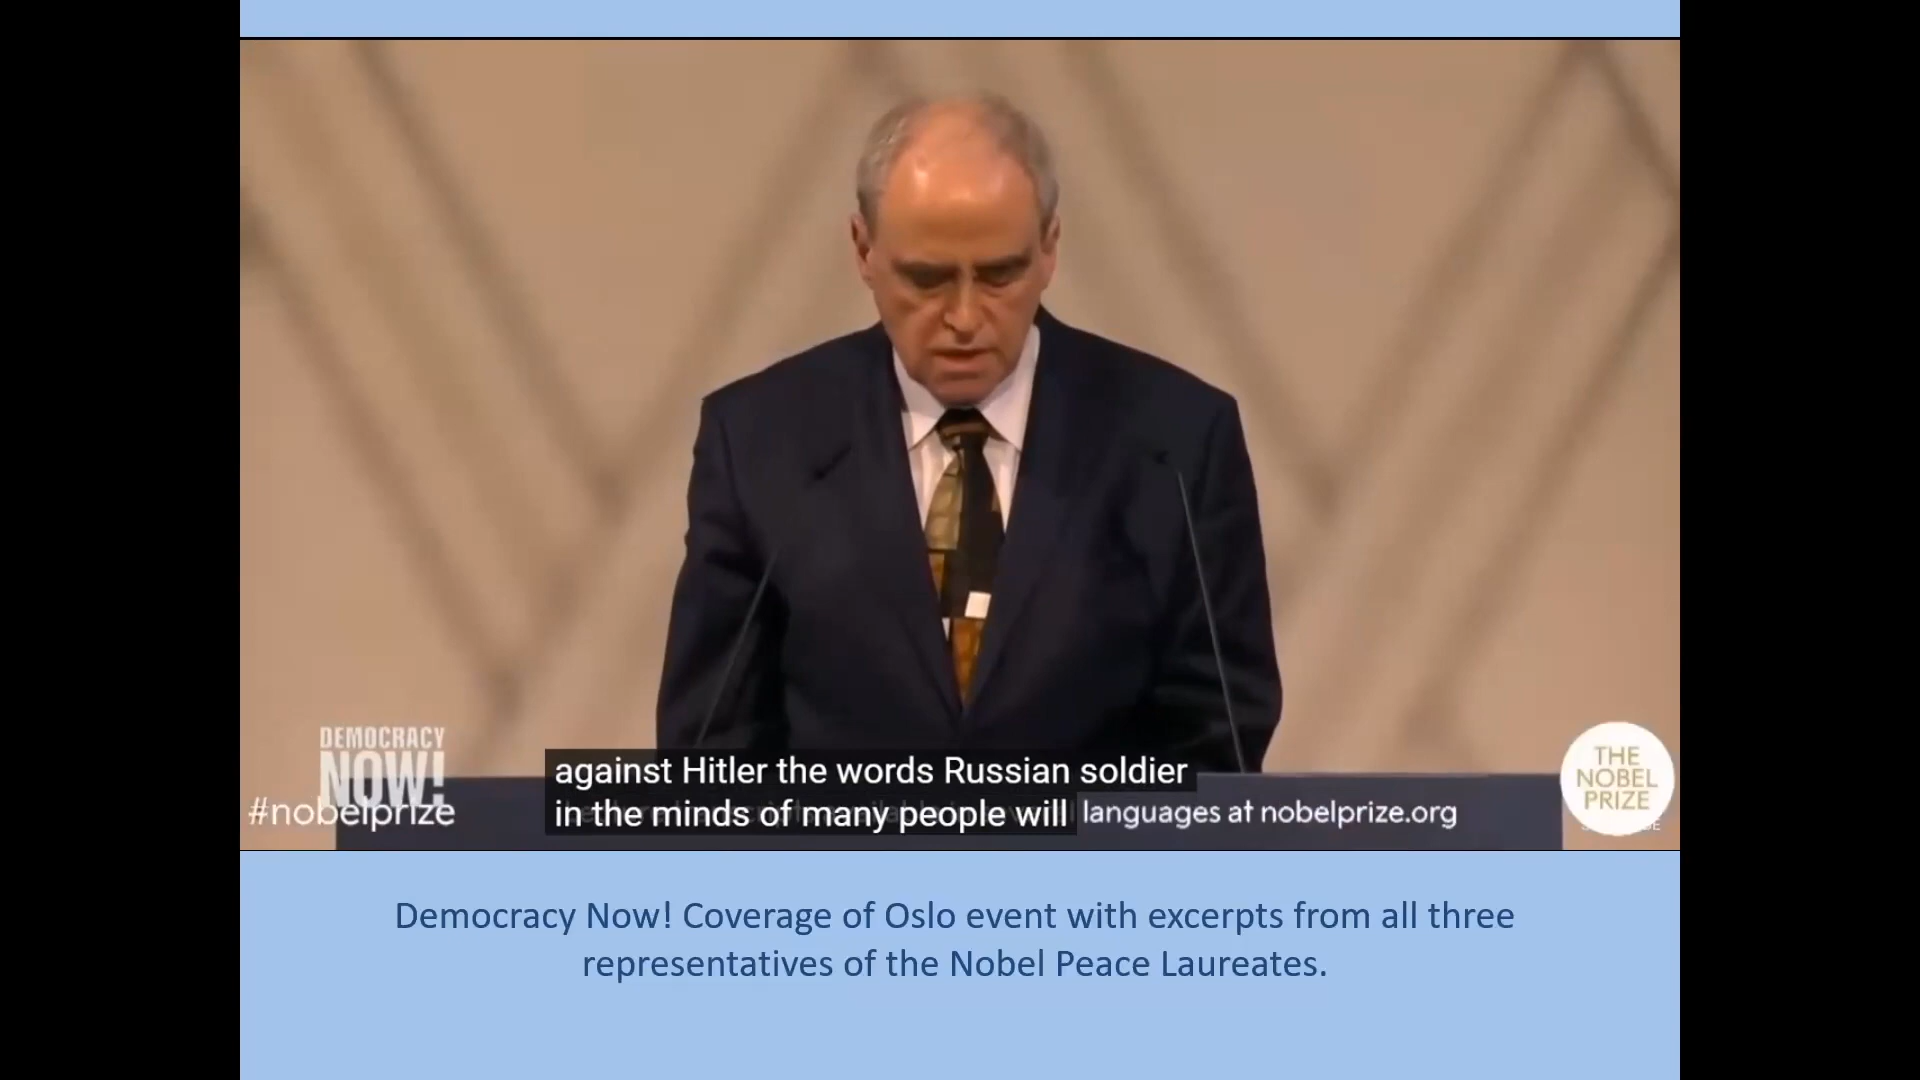 DEMOCRACY
NOW!
#nobelprize
against Hitler the words Russian soldier
in the minds of many people will
languages at nobelprize.org
THE
NOBEL
PRIZE
Democracy Now! Coverage of Oslo event with excerpts from all three
representatives of the Nobel Peace Laureates.